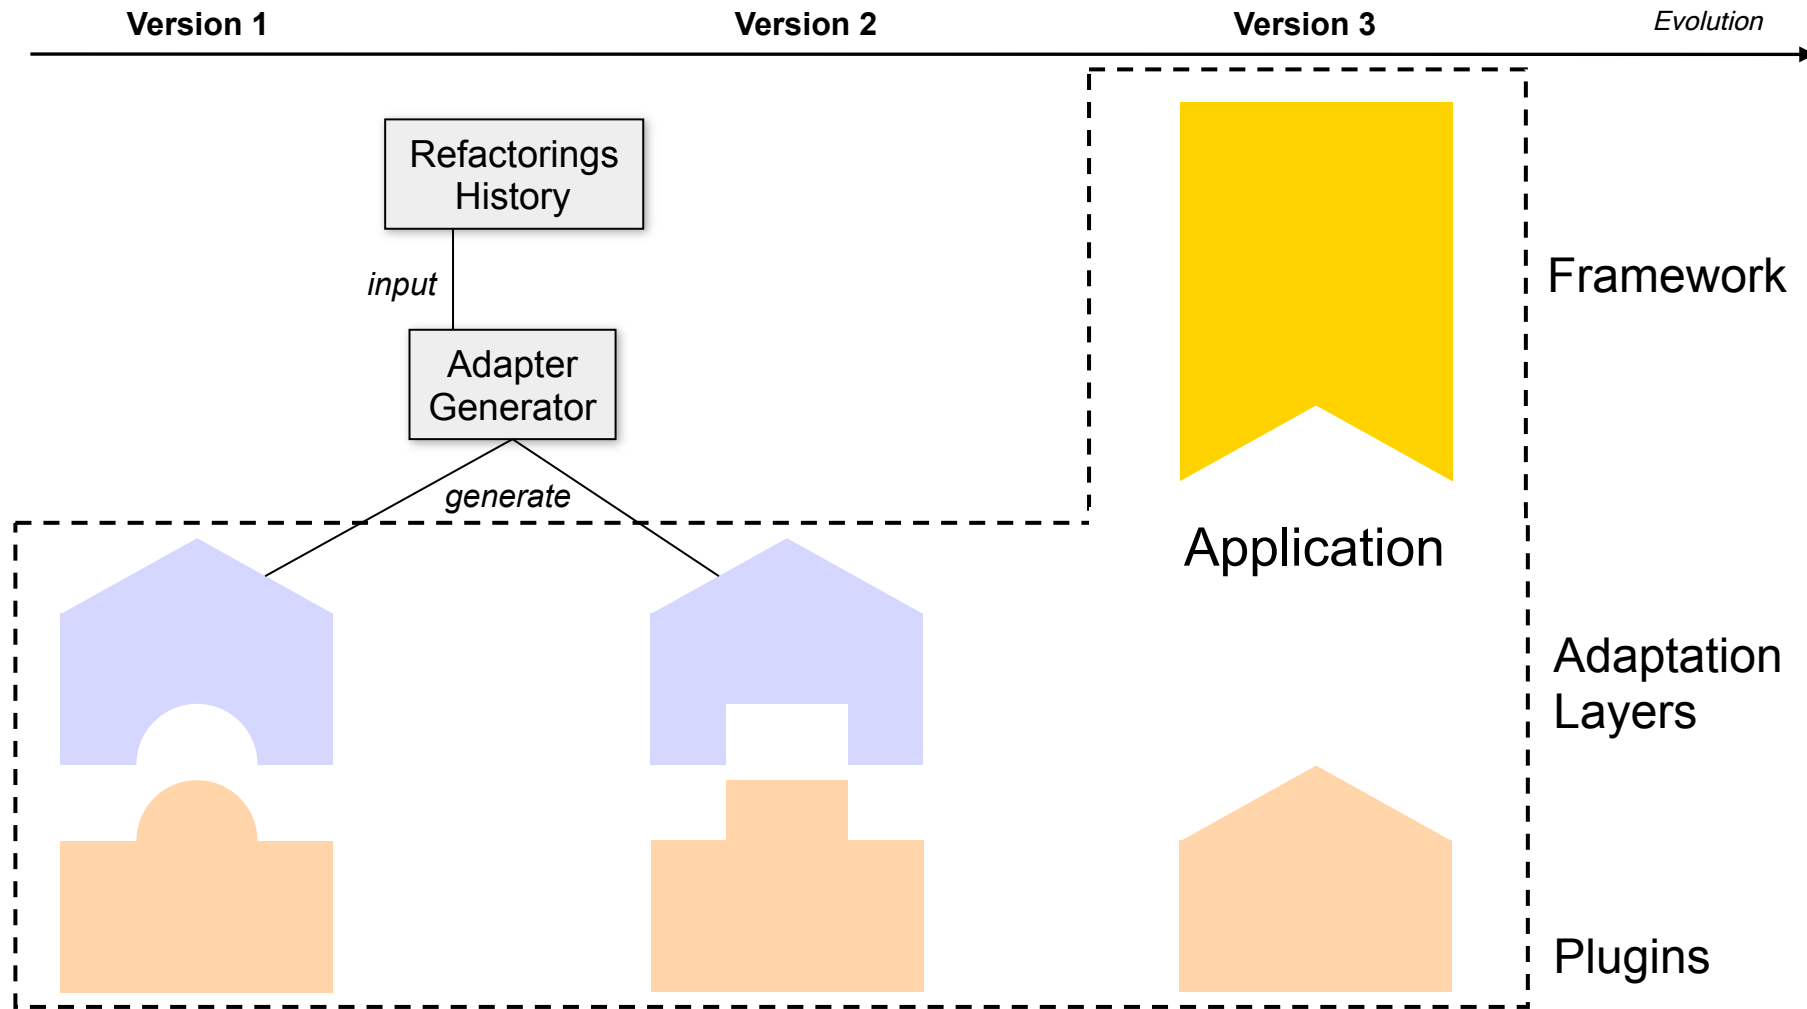 Version 1
Version 2
Version 3
Evolution
Refactorings
History
input
Framework
Adapter
Generator
generate
Application
Adaptation
Layers
Plugins